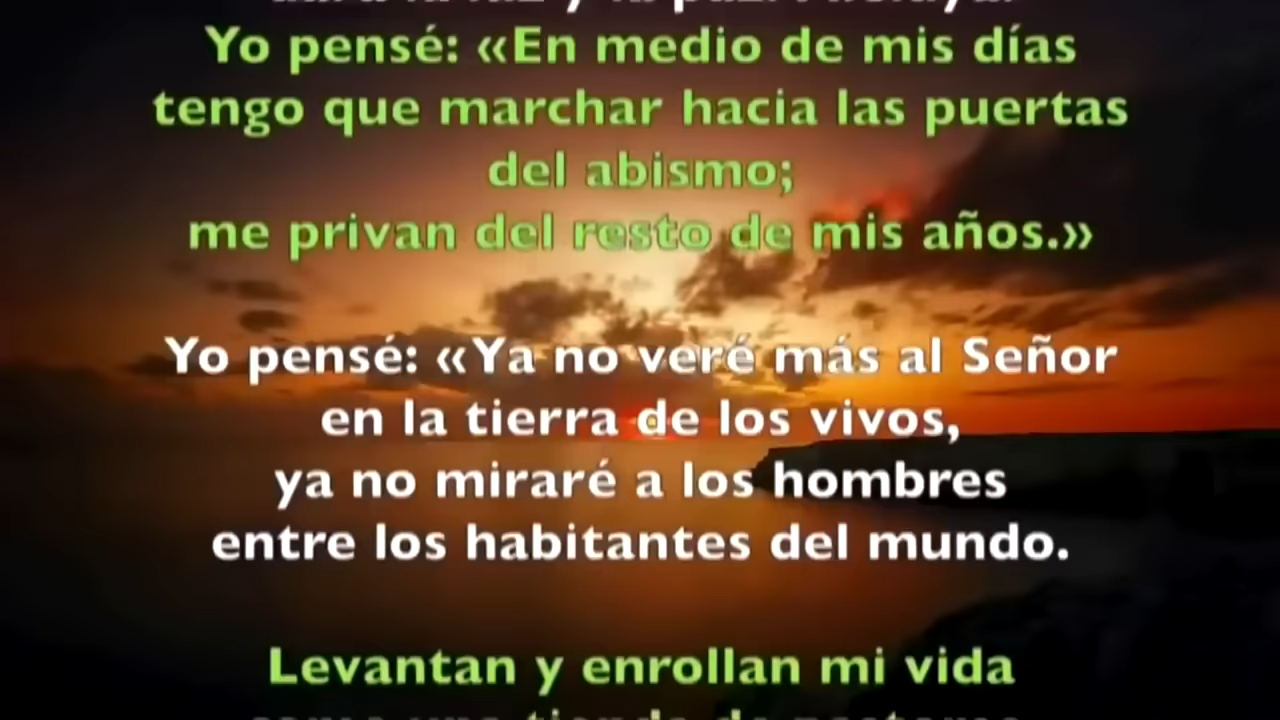 Yo pensé: «En medio de mis días
tengo que marchar hacia las puertas
del abismo;
me privan del resto de mis años.»
Yo pensé: «Ya no veré más al Señor
en la tierra de los vivos,
ya no miraré a los hombres
entre los habitantes del mundo.
Levantan y enrollan mi vida